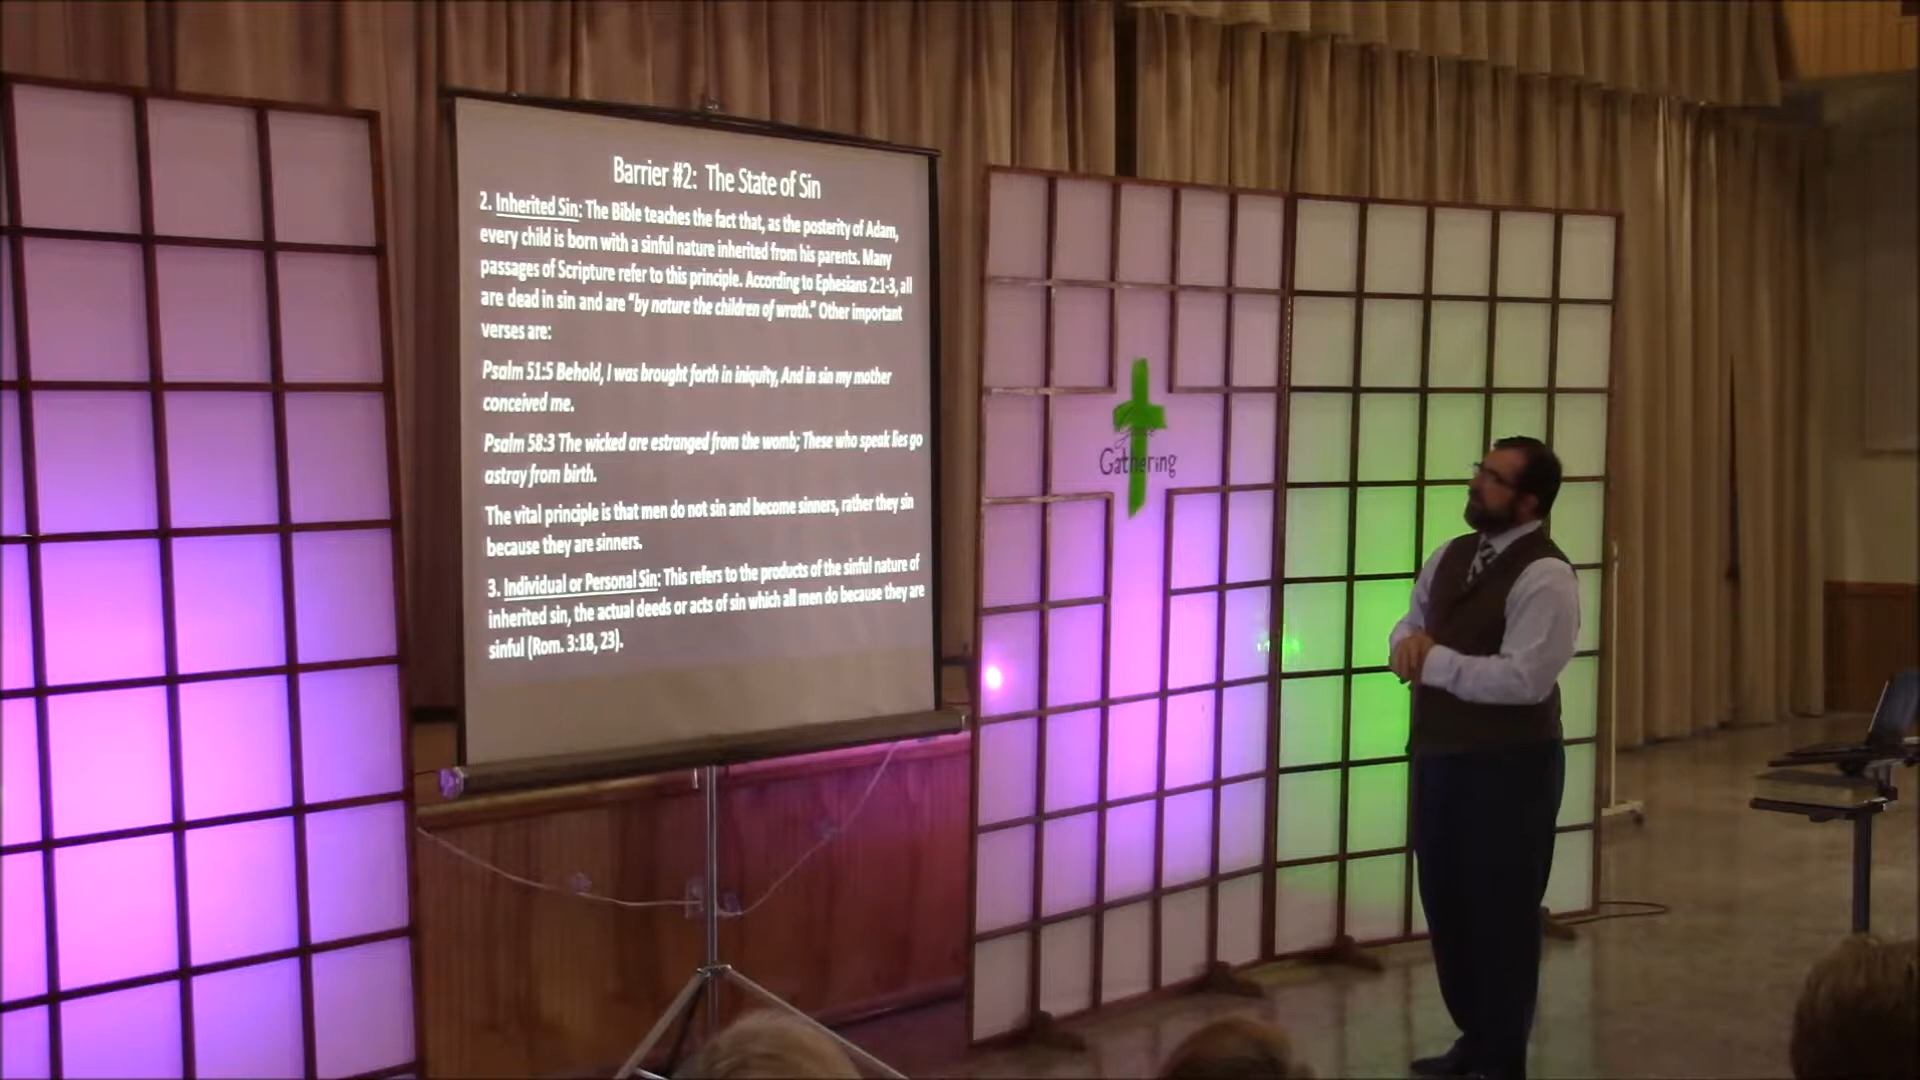 Barrier #2: The State of Sin
2. Inherited Sin: The Bible teaches the fact that, as the posterity of Adam,
every child is born with a sinful nature inherited from his parents. Many
passages of Scripture refer to this principle. According to Ephesians 2:1-3, all
are dead in sin and are "by nature the children of wrath." Other important
verses are:
Psalm 51:5 Behold, I was brought forth in iniquity, And in sin my mother
conceived me.
Psalm 58:3 The wicked are estranged from the womb; These who speak lies go
astray from birth.
The vital principle is that men do not sin and become sinners, rather they sin
because they are sinners.
3. Individual or Personal Sin: This refers to the products of the sinful nature of
inherited sin, the actual deeds or acts of sin which all men do because they are
sinful (Rom. 3:18, 23).
Gathering